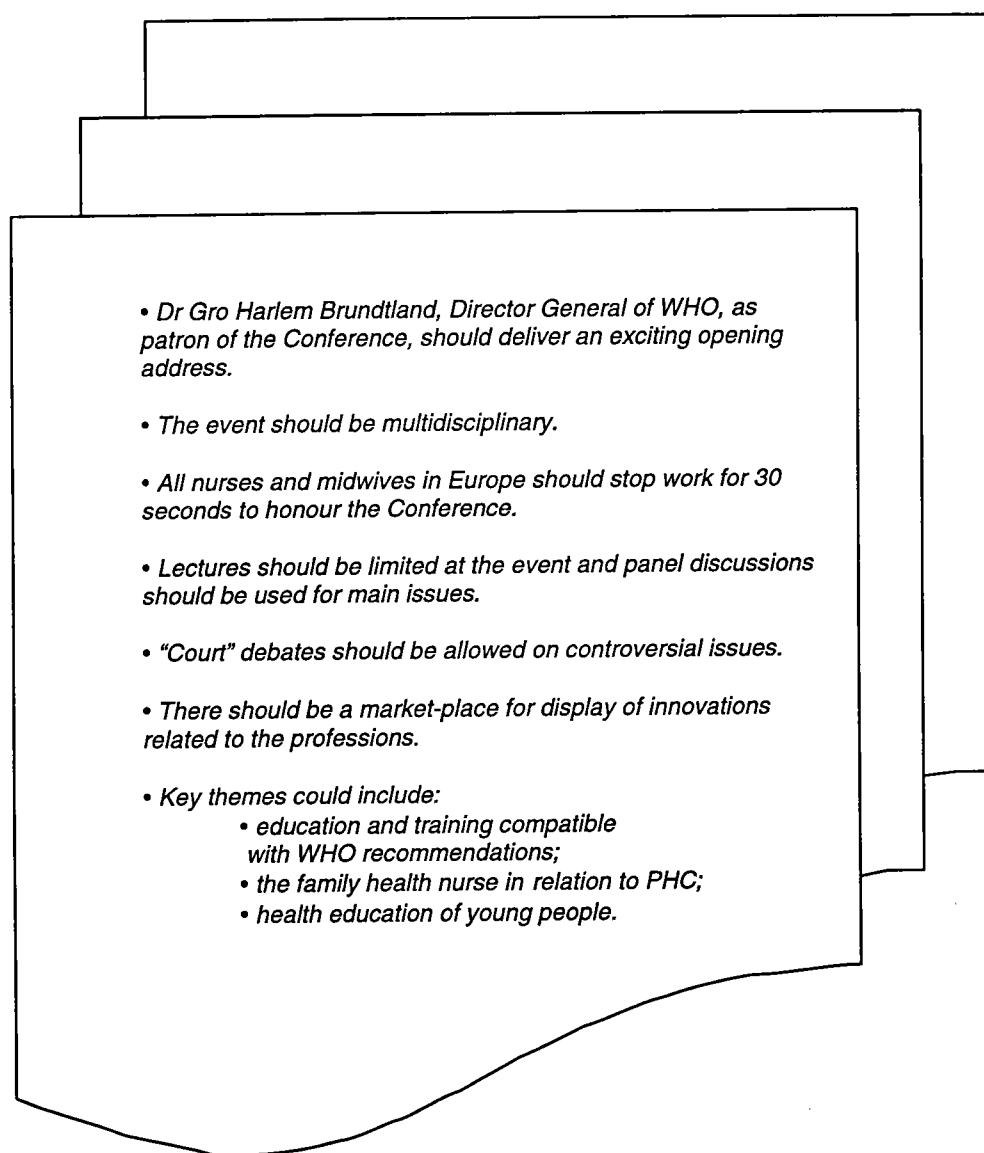 • Dr Gro Harlem Brundtland, Director General of WHO, as
patron of the Conference, should deliver an exciting opening
address.
• The event should be multidisciplinary.
• All nurses and midwives in Europe should stop work for 30
seconds to honour the Conference.
• Lectures should be limited at the event and panel discussions
should be used for main issues.
• “Court” debates should be allowed on controversial issues.
• There should be a market-place for display of innovations
related to the professions.
• Key themes could include:
• education and training compatible
with WHO recommendations;
• the family health nurse in relation to PHC;
• health education of young people.